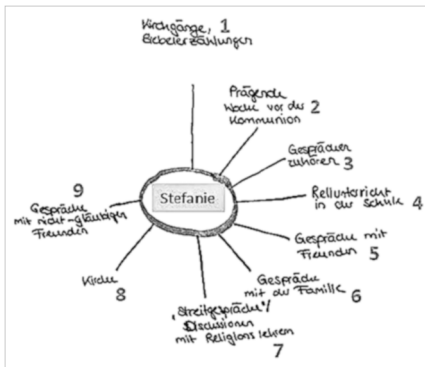 Kirchgänge, 1
Bibelerzählungen
Prägende
Woche vor der 2
Kommunion
Gesprächen
zuhören 3
Reliunterricht
in der Schule 4
Gespräche mit
Freunden 5
Gespräche
mit der Familie 6
"Streitgespräche"/
Diskussionen
mit Religionslehrern
7
Kirche
8
9
Gespräche
mit nicht-gläubigen
Freunden
Stefanie